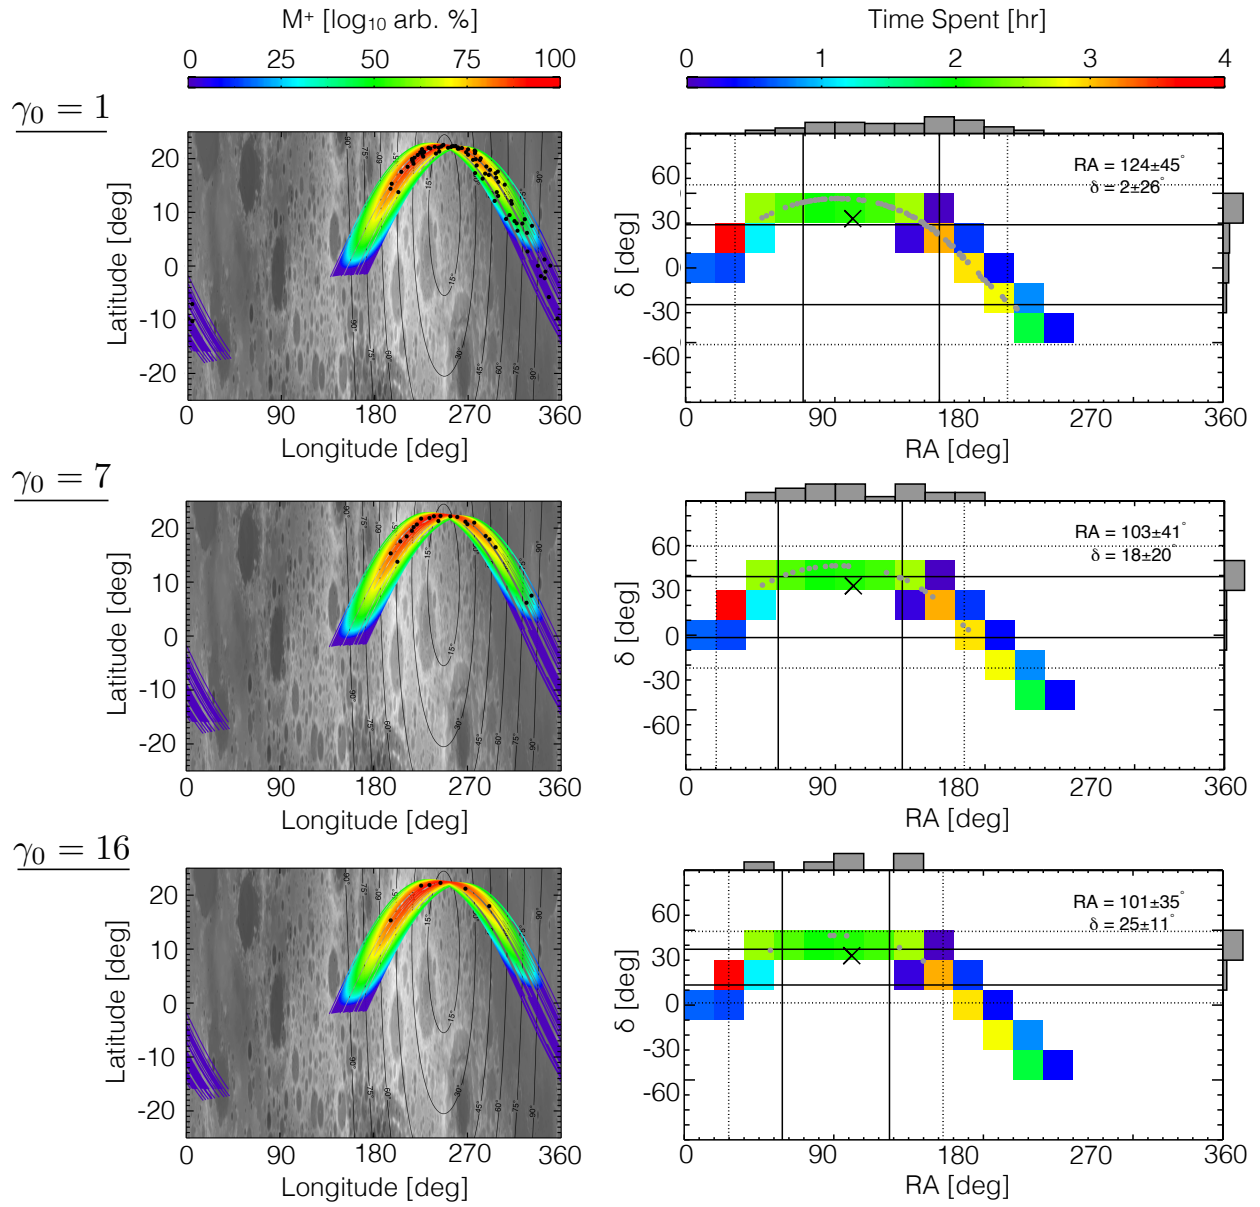 M⁺ [log₁₀ arb. %]
Time Spent [hr]
0 25 50 75 100
0 1 2 3 4
γ₀ = 1
20
10
0
-10
-20
Latitude [deg]
0 90 180 270 360
Longitude [deg]
RA = 124±45°
δ = 2±26°
60
30
0
-30
-60
δ [deg]
0 90 180 270 360
RA [deg]
γ₀ = 7
20
10
0
-10
-20
Latitude [deg]
0 90 180 270 360
Longitude [deg]
RA = 103±41°
δ = 18±20°
60
30
0
-30
-60
δ [deg]
0 90 180 270 360
RA [deg]
γ₀ = 16
20
10
0
-10
-20
Latitude [deg]
0 90 180 270 360
Longitude [deg]
RA = 101±35°
δ = 25±11°
60
30
0
-30
-60
δ [deg]
0 90 180 270 360
RA [deg]